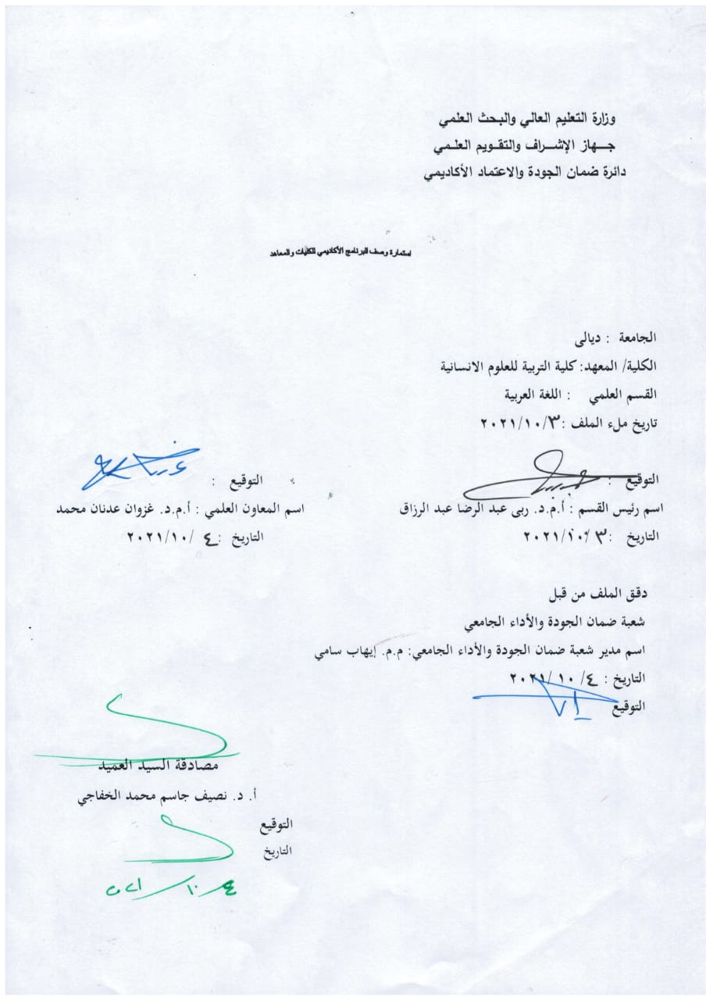 وزارة التعليم العالي والبحث العلمي
جـــهاز الإشـــراف والتقـويم العلـمي
دائرة ضمان الجودة والاعتماد الأكاديمي
استمارة وصف البرنامج الأكاديمي للكليات والمعاهد
الجامعة : ديالى
الكلية/ المعهد: كلية التربية للعلوم الانسانية
القسم العلمي : اللغة العربية
تاريخ ملء الملف :٢٠٢١/١٠/٣
التوقيع :
اسم رئيس القسم : أ.م.د. ربى عبد الرضا عبد الرزاق
التاريخ :٢٠٢١/١٠/٣
التوقيع :
اسم المعاون العلمي : أ.م.د. غزوان عدنان محمد
التاريخ :٢٠٢١/١٠/ ٤
دقق الملف من قبل
شعبة ضمان الجودة والأداء الجامعي
اسم مدير شعبة ضمان الجودة والأداء الجامعي: م.م. إيهاب سامي
التاريخ : ٤/ ١٠ /٢٠٢١
التوقيع
مصادقة السيد العميد
أ. د. نصيف جاسم محمد الخفاجي
التوقيع
التاريخ
٤/١٠/٢٠٢١